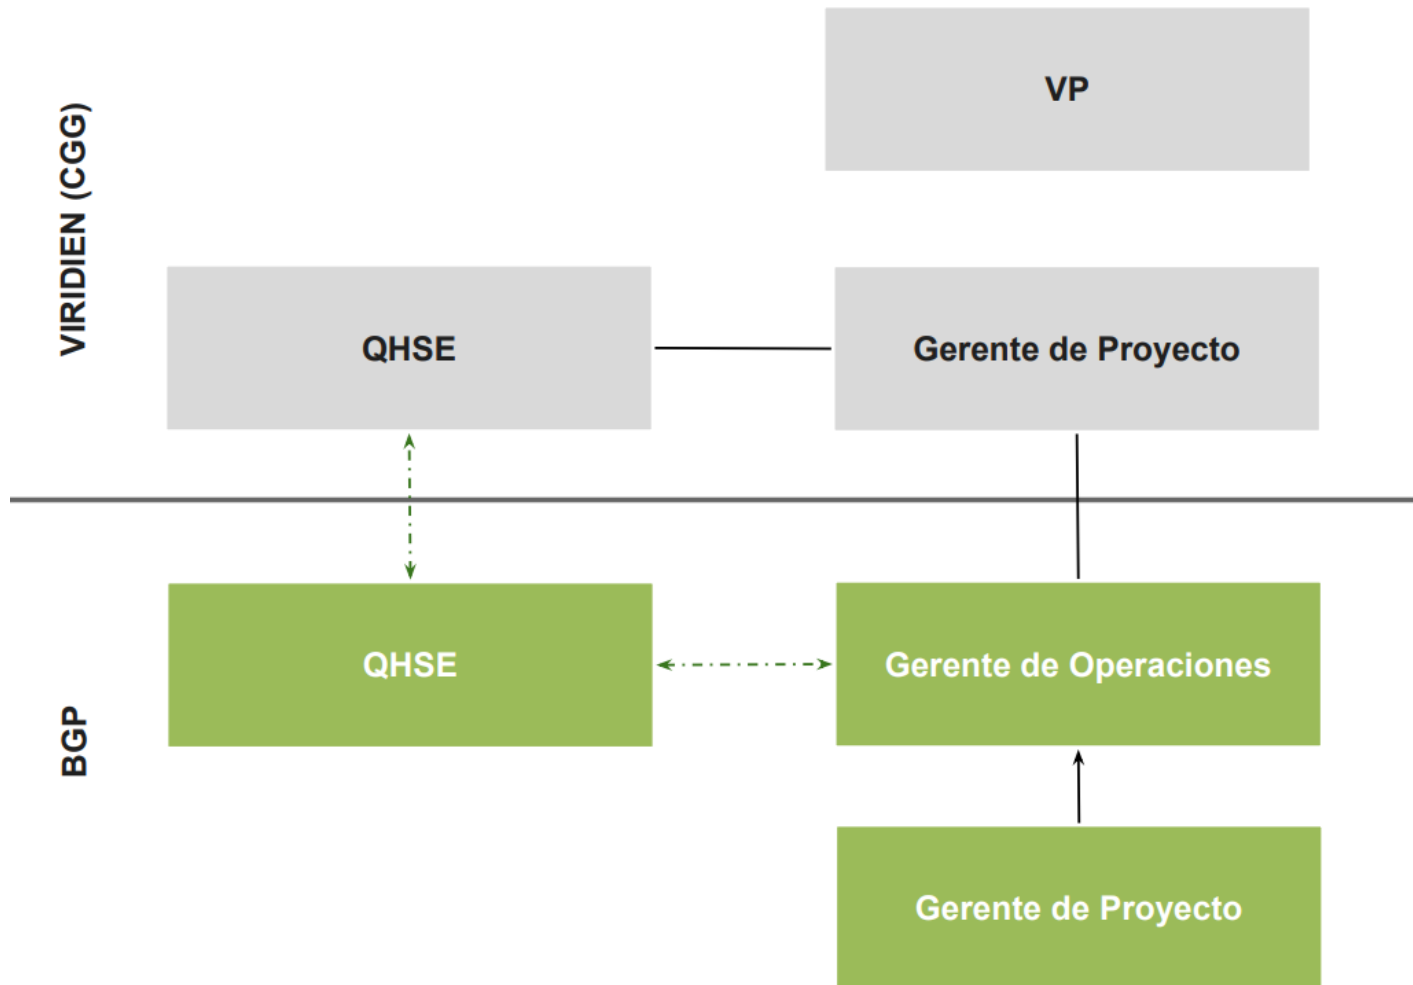 VIRIDIEN (CGG)
VP
QHSE
Gerente de Proyecto
BGP
QHSE
Gerente de Operaciones
Gerente de Proyecto